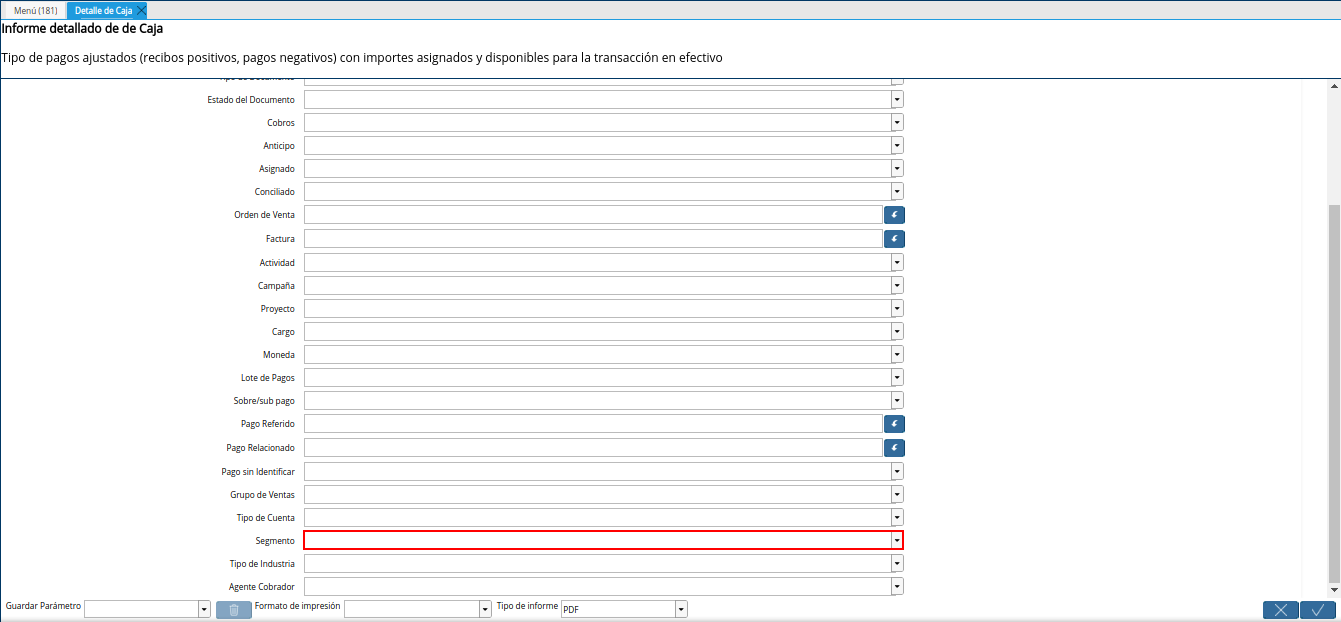 Menú (181) Detalle de Caja
Informe detallado de de Caja
Tipo de pagos ajustados (recibos positivos, pagos negativos) con importes asignados y disponibles para la transacción en efectivo
Estado del Documento
Cobros
Anticipo
Asignado
Conciliado
Orden de Venta
Factura
Actividad
Campaña
Proyecto
Cargo
Moneda
Lote de Pagos
Sobre/sub pago
Pago Referido
Pago Relacionado
Pago sin Identificar
Grupo de Ventas
Tipo de Cuenta
Segmento
Tipo de Industria
Agente Cobrador
Guardar Parámetro Formato de impresión Tipo de informe PDF